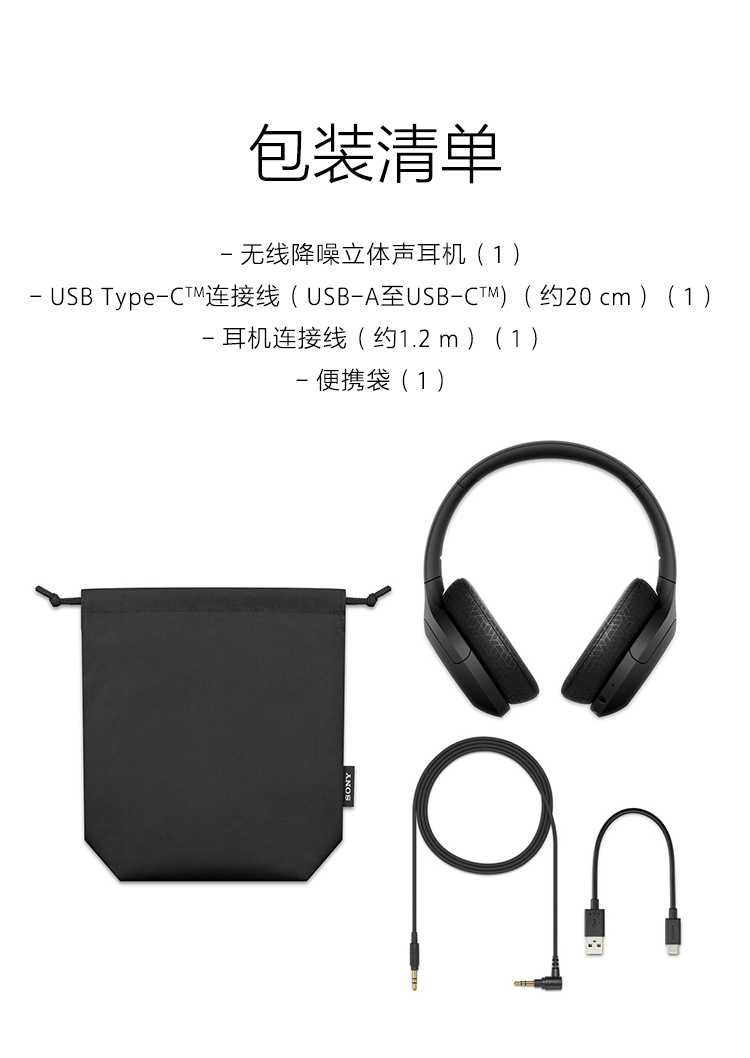 包装清单
– 无线降噪立体声耳机（1）
– USB Type–C™连接线（USB–A至USB–C™)（约20 cm）（1）
– 耳机连接线（约1.2 m）（1）
– 便携袋（1）
SONY